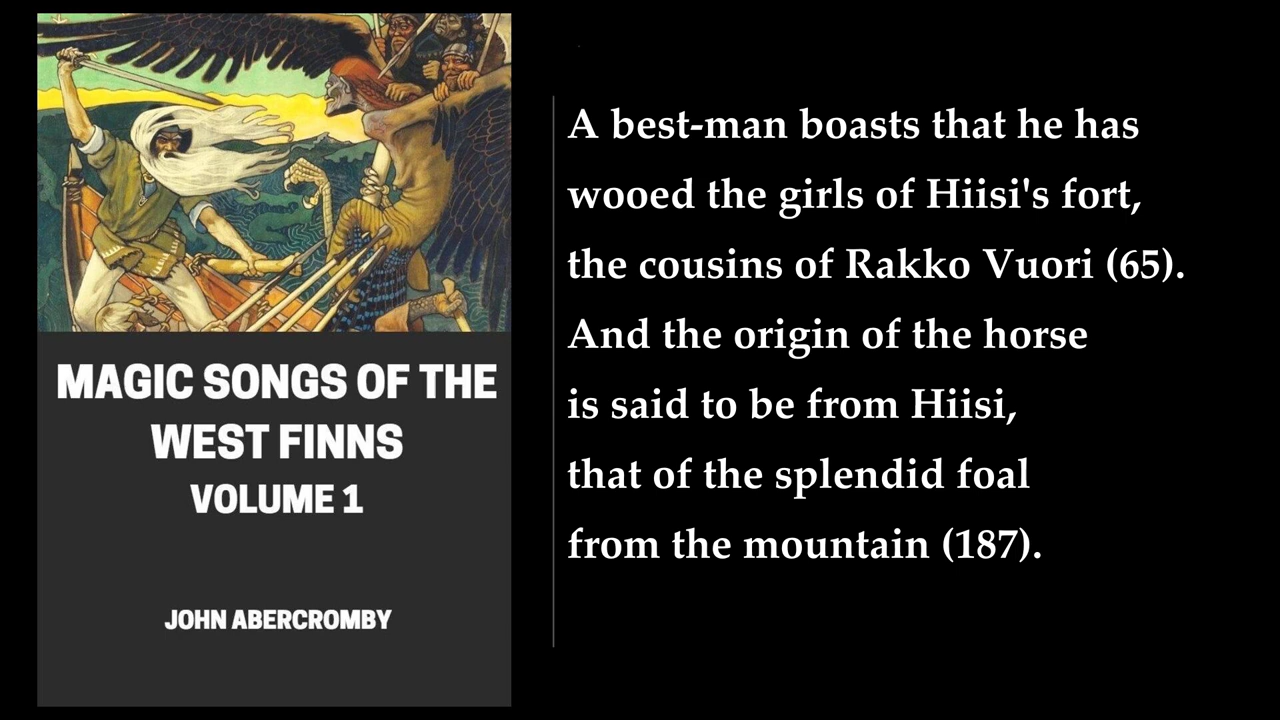 MAGIC SONGS OF THE
WEST FINNS
VOLUME 1
JOHN ABERCROMBY
A best-man boasts that he has
wooed the girls of Hiisi's fort,
the cousins of Rakko Vuori (65).
And the origin of the horse
is said to be from Hiisi,
that of the splendid foal
from the mountain (187).